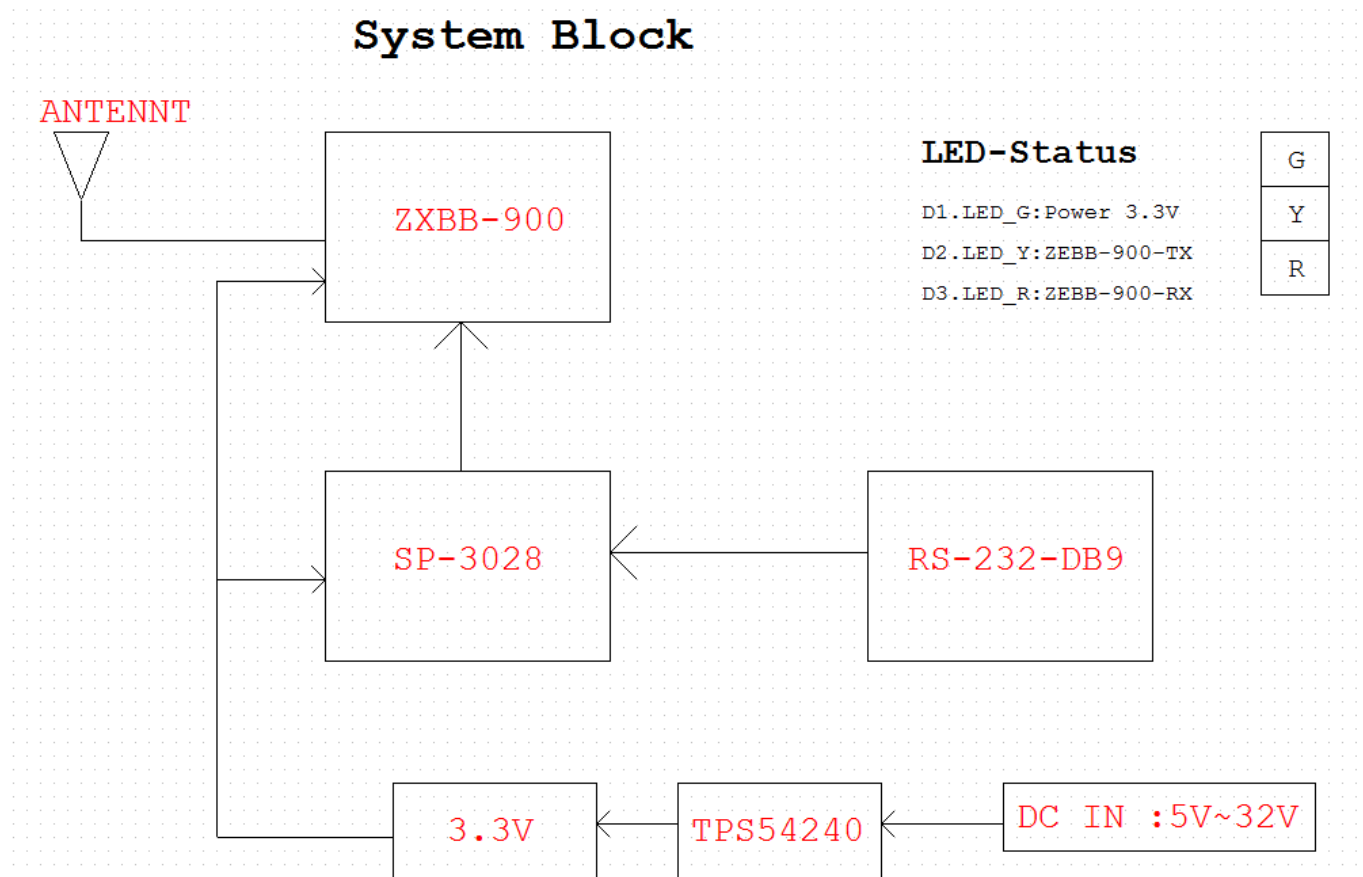 System Block
ANTENNT
ZXBB-900
LED-Status
D1.LED_G:Power 3.3V
D2.LED_Y:ZEBB-900-TX
D3.LED_R:ZEBB-900-RX
G
Y
R
SP-3028
RS-232-DB9
3.3V
TPS54240
DC IN :5V~32V